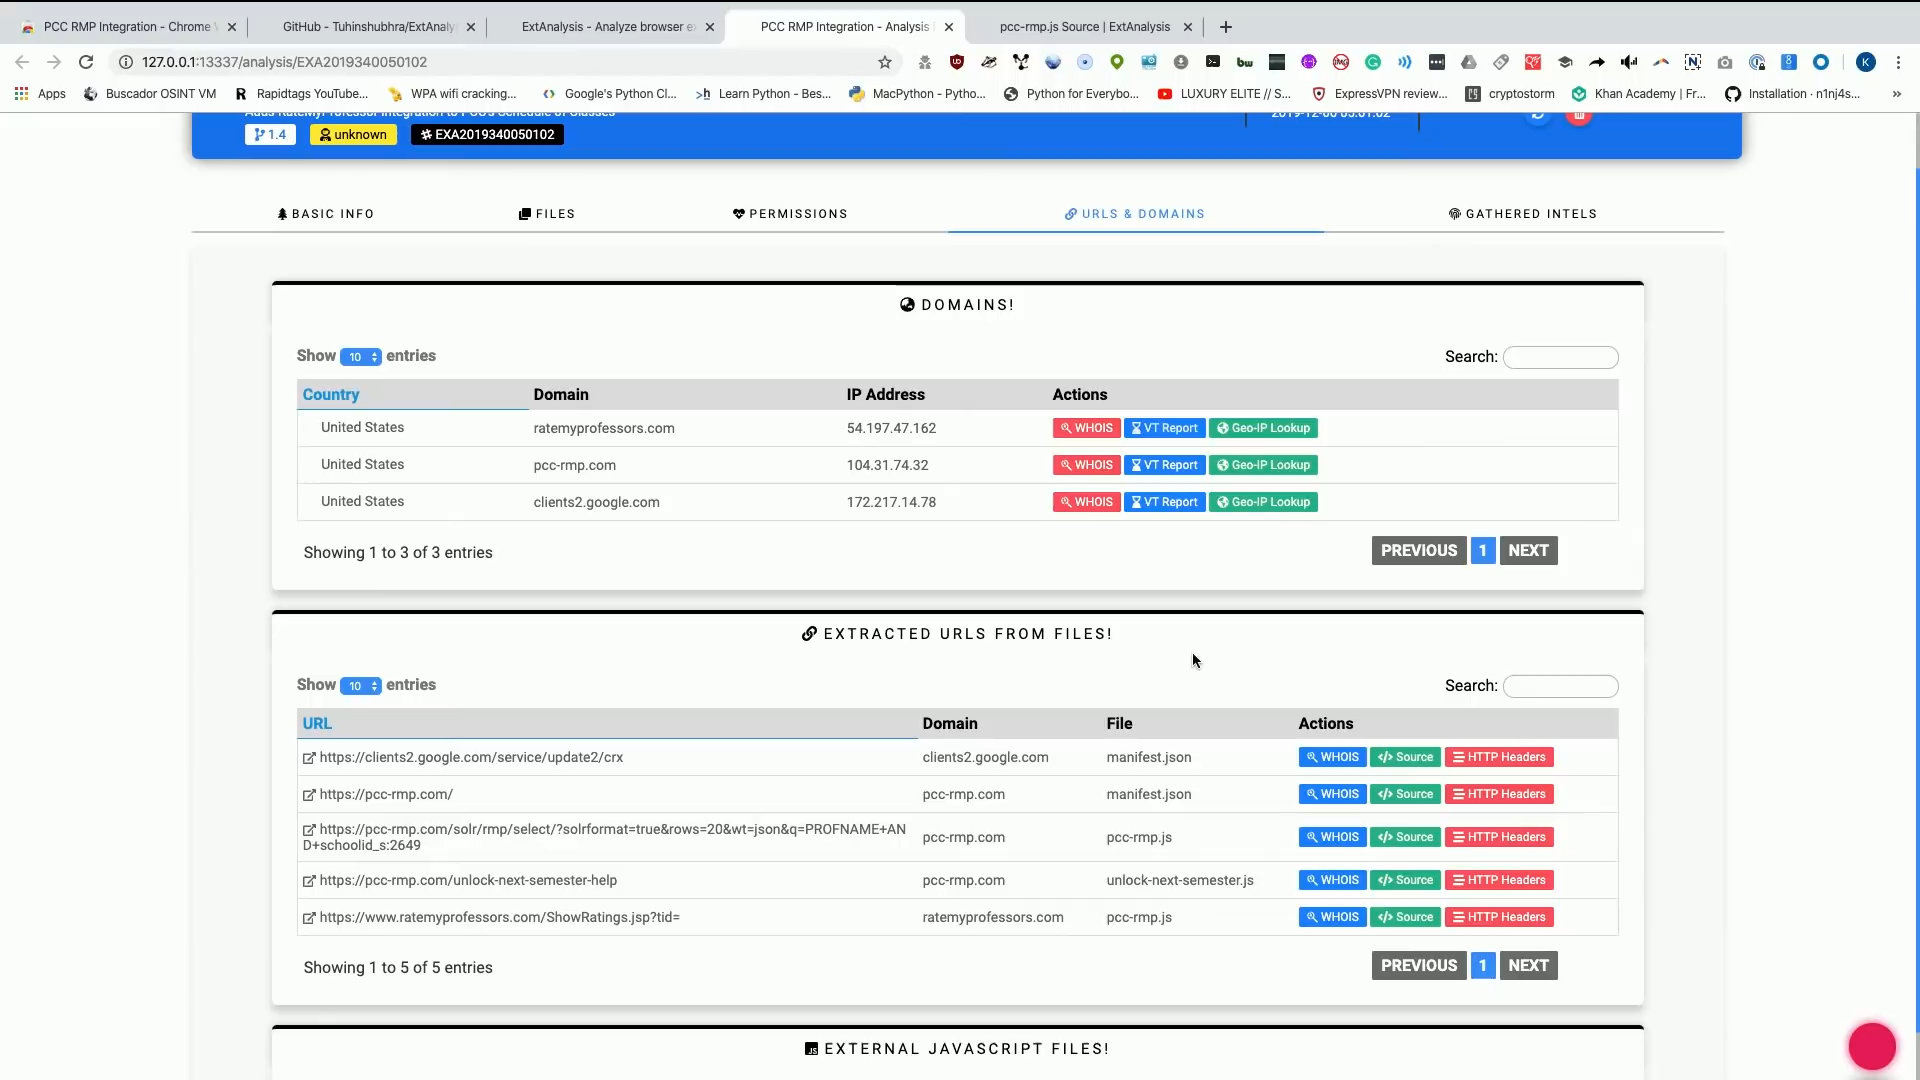 PCC RMP Integration - Chrome
GitHub - Tuhinshubhra/ExtAnaly
ExtAnalysis - Analyze browser e
PCC RMP Integration - Analysis
pcc-rmp.js Source | ExtAnalysis
127.0.0.1:13337/analysis/EXA2019340050102
Apps
Buscador OSINT VM
Rapidtags YouTube...
WPA wifi cracking...
Google's Python Cl...
Learn Python - Bes...
MacPython - Pytho...
Python for Everybo...
LUXURY ELITE // S...
ExpressVPN review...
cryptostorm
Khan Academy | Fr...
Installation · n1nj4s...
»
1.4
unknown
EXA2019340050102
BASIC INFO
FILES
PERMISSIONS
URLS & DOMAINS
GATHERED INTELS
DOMAINS!
Show 10 entries
Search:
Country Domain IP Address Actions
United States ratemyprofessors.com 54.197.47.162 WHOIS VT Report Geo-IP Lookup
United States pcc-rmp.com 104.31.74.32 WHOIS VT Report Geo-IP Lookup
United States clients2.google.com 172.217.14.78 WHOIS VT Report Geo-IP Lookup
Showing 1 to 3 of 3 entries
PREVIOUS 1 NEXT
EXTRACTED URLS FROM FILES!
Show 10 entries
Search:
URL Domain File Actions
https://clients2.google.com/service/update2/crx clients2.google.com manifest.json WHOIS </> Source HTTP Headers
https://pcc-rmp.com/ pcc-rmp.com manifest.json WHOIS </> Source HTTP Headers
https://pcc-rmp.com/solr/rmp/select/?solrformat=true&rows=20&wt=json&q=PROFNAME+AN
D+schoolid_s:2649 pcc-rmp.com pcc-rmp.js WHOIS </> Source HTTP Headers
https://pcc-rmp.com/unlock-next-semester-help pcc-rmp.com unlock-next-semester.js WHOIS </> Source HTTP Headers
https://www.ratemyprofessors.com/ShowRatings.jsp?tid= ratemyprofessors.com pcc-rmp.js WHOIS </> Source HTTP Headers
Showing 1 to 5 of 5 entries
PREVIOUS 1 NEXT
EXTERNAL JAVASCRIPT FILES!